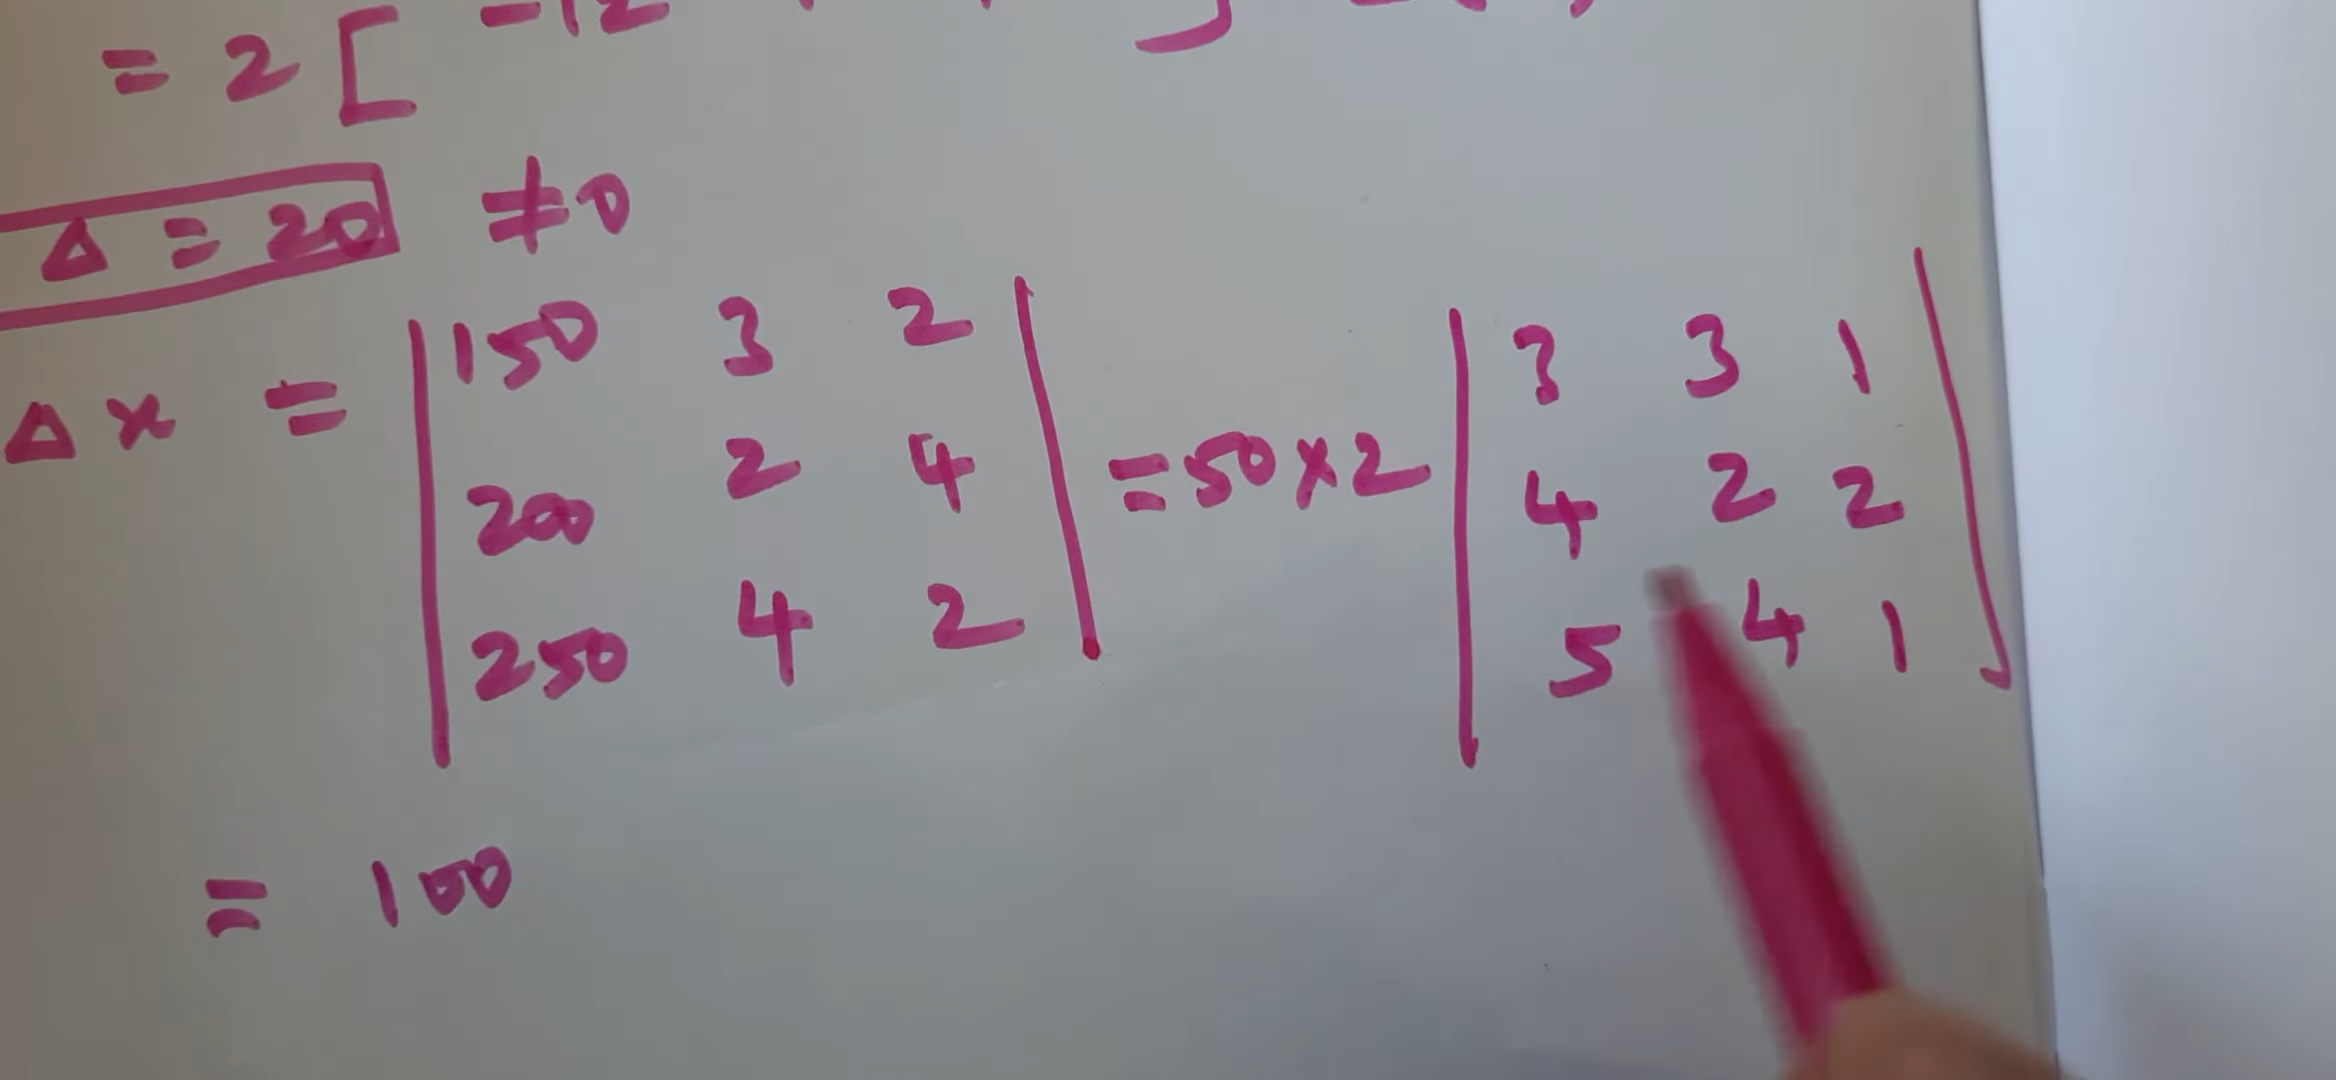 = 2 [ -12
Δ = 20 ≠ 0
Δx = | 150 3 2 | = 50 × 2 | 3 3 1 |
| 200 2 4 | | 4 2 2 |
| 250 4 2 | | 5 4 1 |
= 100